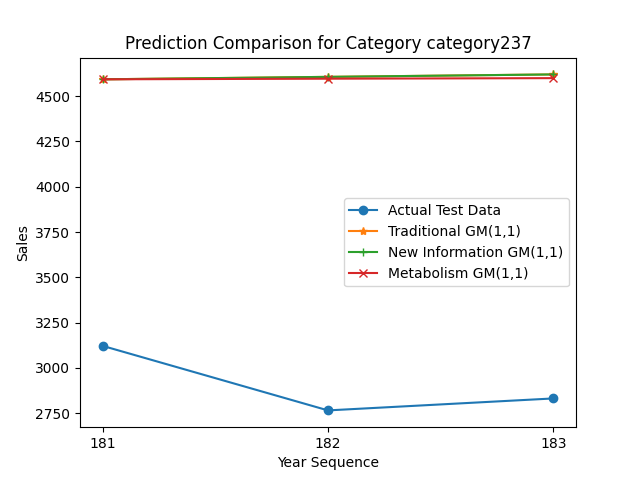 Prediction Comparison for Category category237
Sales
4500
4250
4000
3750
3500
3250
3000
2750
Actual Test Data
Traditional GM(1,1)
New Information GM(1,1)
Metabolism GM(1,1)
181
182
183
Year Sequence